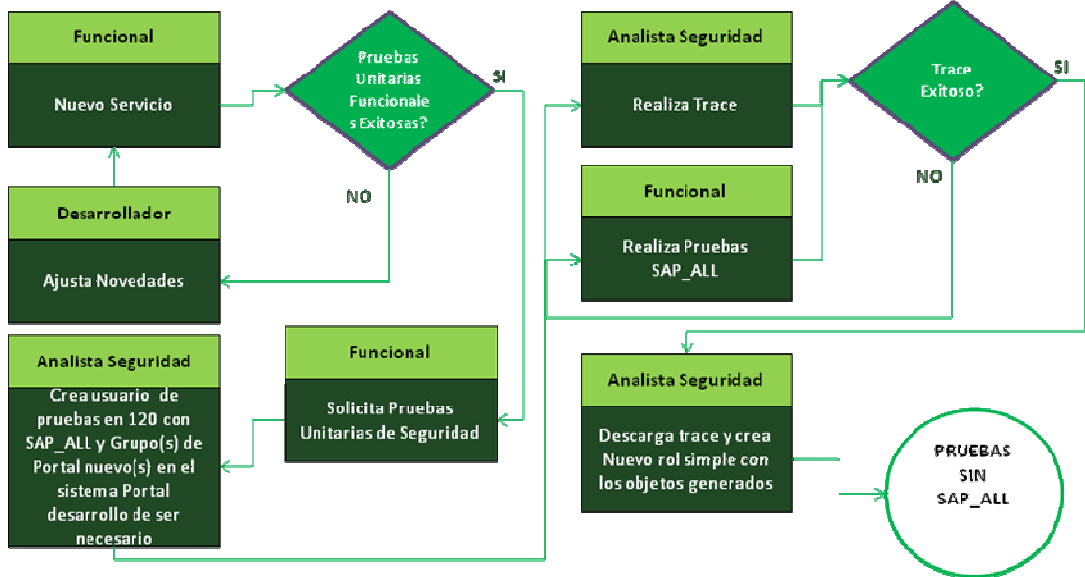 Funcional
Nuevo Servicio
Pruebas
Unitarias
Funcionale
s Exitosas?
SI
NO
Desarrollador
Ajusta Novedades
Funcional
Solicita Pruebas
Unitarias de Seguridad
Analista Seguridad
Crea usuario de
pruebas en 120 con
SAP_ALL y Grupo(s) de
Portal nuevo(s) en el
sistema Portal
desarrollo de ser
necesario
Analista Seguridad
Realiza Trace
Funcional
Realiza Pruebas
SAP_ALL
Trace
Exitoso?
SI
NO
Analista Seguridad
Descarga trace y crea
Nuevo rol simple con
los objetos generados
PRUEBAS
SIN
SAP_ALL